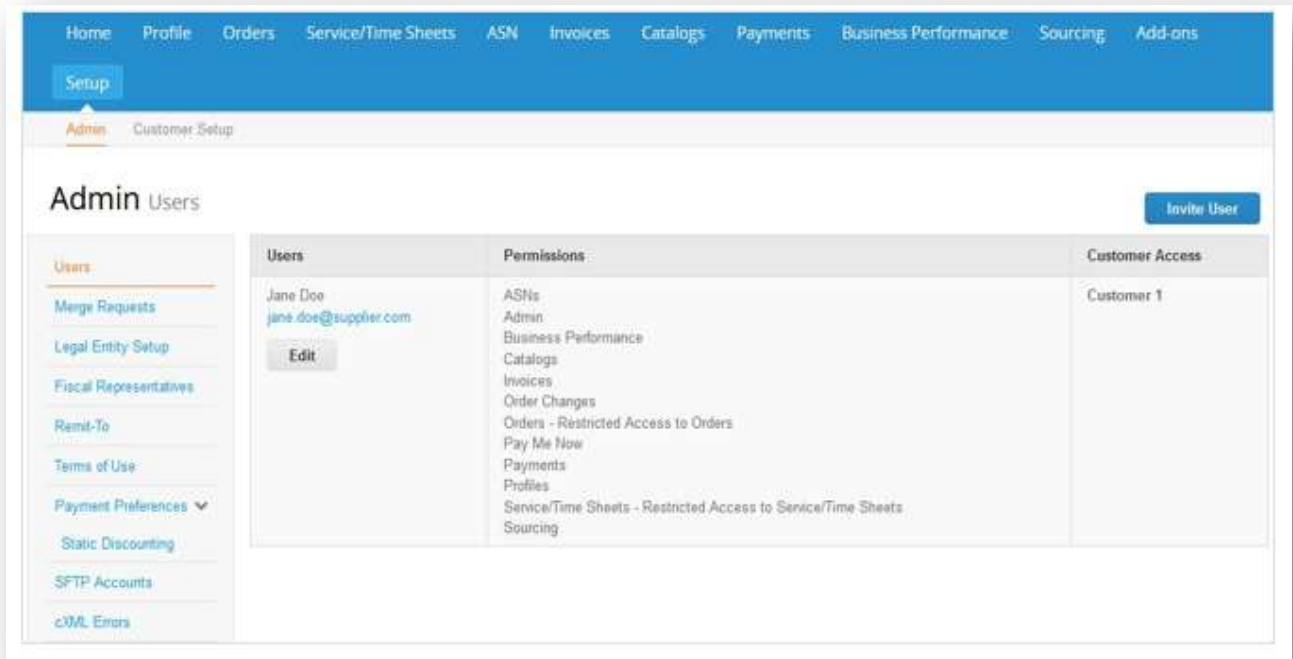 Home Profile Orders Service/Time Sheets ASN Invoices Catalogs Payments Business Performance Sourcing Add-ons
Setup
Admin Customer Setup
Admin Users
Invite User
Users
Merge Requests
Legal Entity Setup
Fiscal Representatives
Remit-To
Terms of Use
Payment Preferences
Static Discounting
SFTP Accounts
cXML Errors
Users Permissions Customer Access
Jane Doe
jane.doe@supplier.com
Edit
ASNs
Admin
Business Performance
Catalogs
Invoices
Order Changes
Orders - Restricted Access to Orders
Pay Me Now
Payments
Profiles
Service/Time Sheets - Restricted Access to Service/Time Sheets
Sourcing
Customer 1